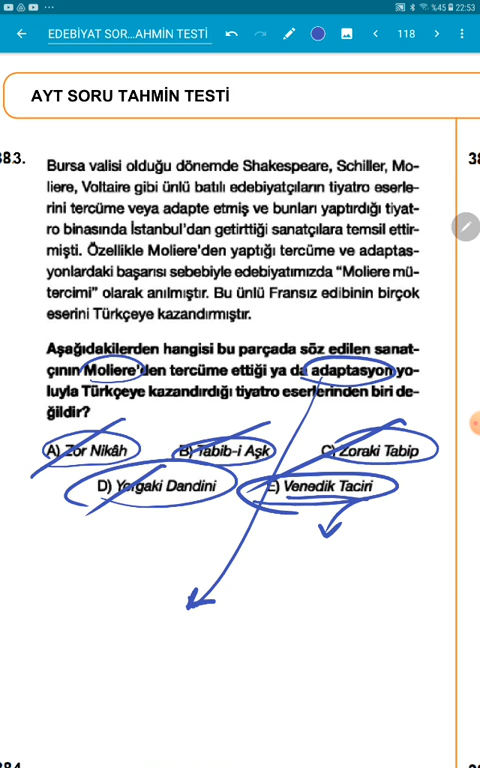 %45 22:53
EDEBİYAT SOR...AHMİN TESTİ
118
AYT SORU TAHMİN TESTİ
383.
Bursa valisi olduğu dönemde Shakespeare, Schiller, Mo-
liere, Voltaire gibi ünlü batılı edebiyatçıların tiyatro eserle-
rini tercüme veya adapte etmiş ve bunları yaptırdığı tiyat-
ro binasında İstanbul'dan getirttiği sanatçılara temsil ettir-
mişti. Özellikle Moliere'den yaptığı tercüme ve adaptas-
yonlardaki başarısı sebebiyle edebiyatımızda “Moliere mü-
tercimi” olarak anılmıştır. Bu ünlü Fransız edibinin birçok
eserini Türkçeye kazandırmıştır.
Aşağıdakilerden hangisi bu parçada söz edilen sanat-
çının Moliere'den tercüme ettiği ya da adaptasyon yo-
luyla Türkçeye kazandırdığı tiyatro eserlerinden biri de-
ğildir?
A) Zor Nikâh B) Tabib-i Aşk C) Zoraki Tabip
D) Yorgaki Dandini E) Venedik Taciri